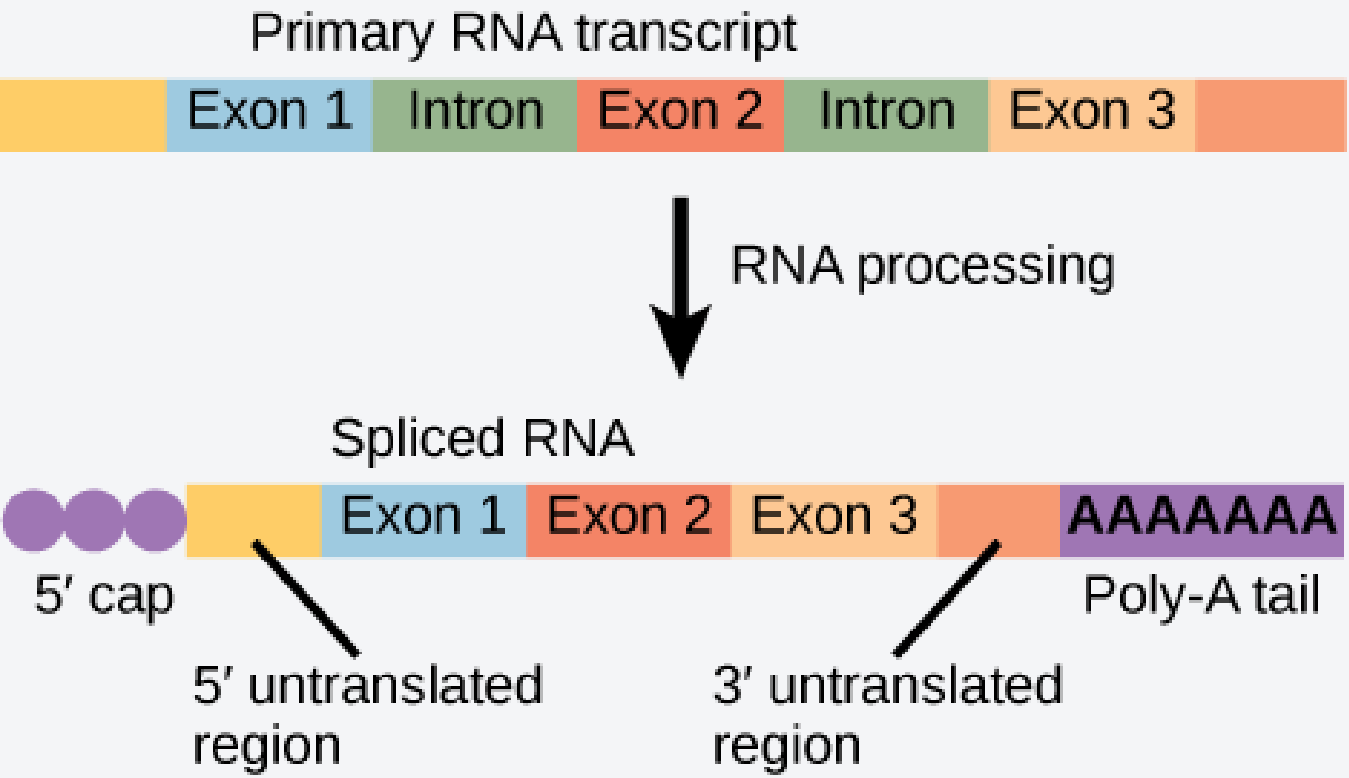 Primary RNA transcript
Exon 1 Intron Exon 2 Intron Exon 3
RNA processing
Spliced RNA
Exon 1 Exon 2 Exon 3 AAAAAAA
5′ cap Poly-A tail
5′ untranslated
region
3′ untranslated
region